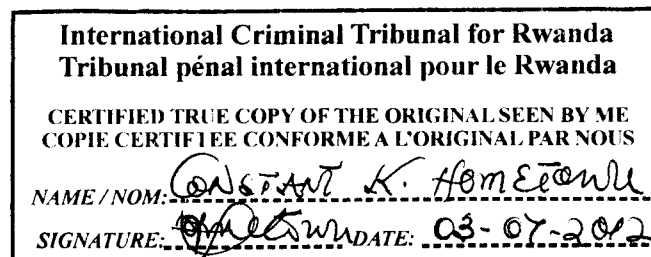 International Criminal Tribunal for Rwanda
Tribunal pénal international pour le Rwanda
CERTIFIED TRUE COPY OF THE ORIGINAL SEEN BY ME
COPIE CERTIFIEE CONFORME A L'ORIGINAL PAR NOUS
NAME / NOM: CONSTANT K. HOMETOWU
SIGNATURE: DATE: 03-07-2012